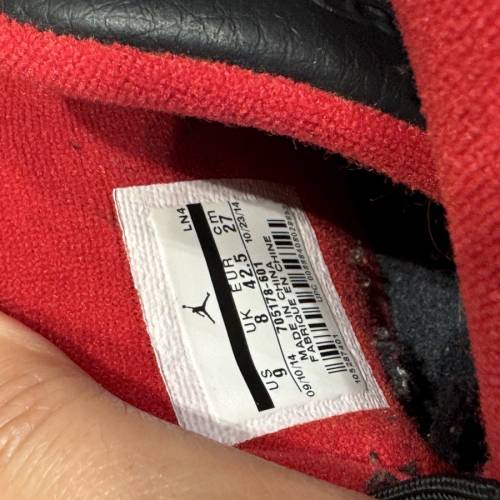 LN4
US UK EUR cm
9 8 42.5 27
09/10/14 10/23/14
705178-601
MADE IN CHINA
FABRIQUE EN CHINE